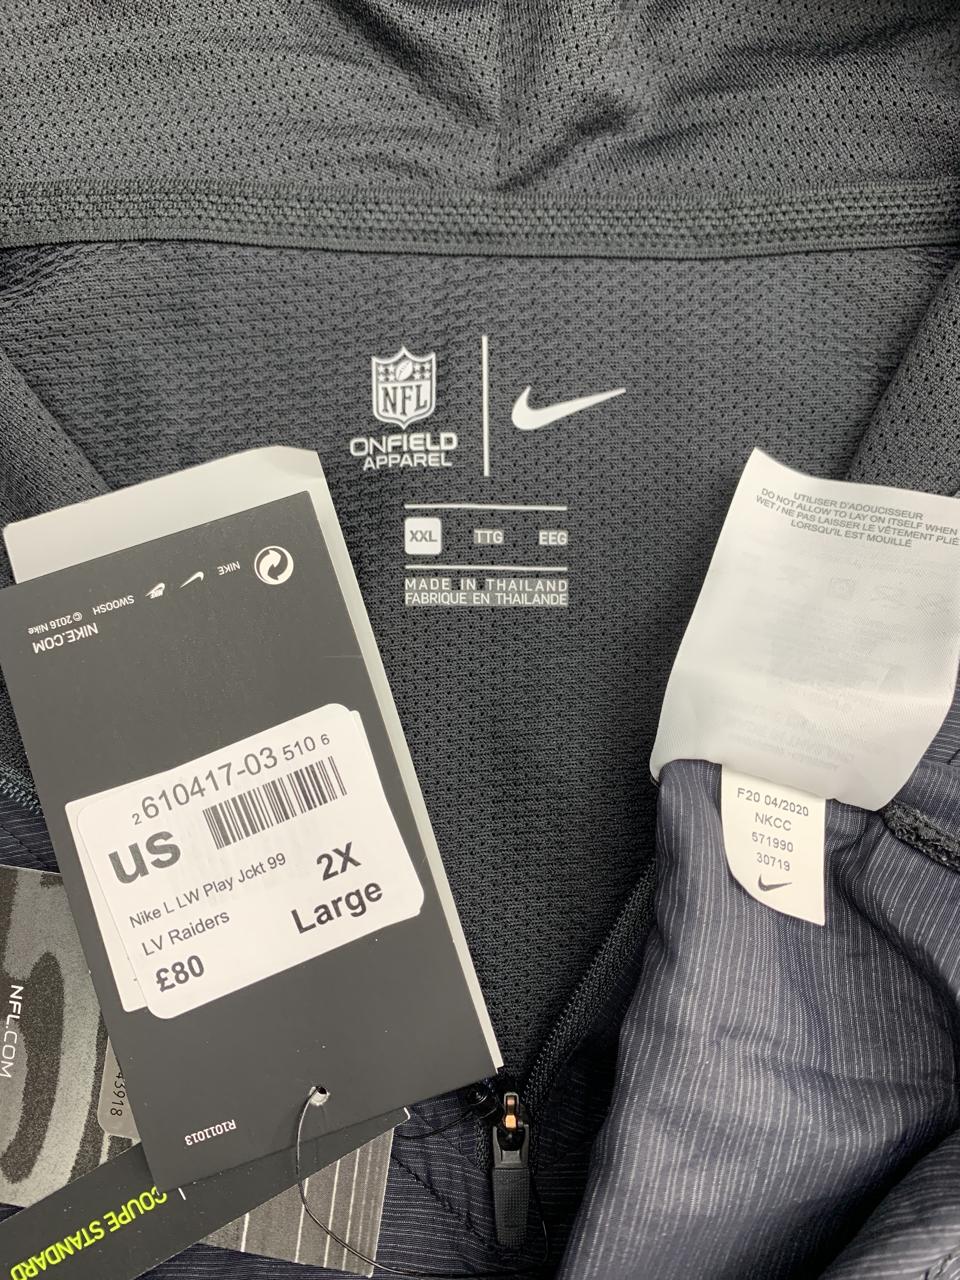 NFL
ONFIELD
APPAREL
XXL TTG EEG
MADE IN THAILAND
FABRIQUE EN THAILANDE
UTILISER D'ADOUCISSEUR
DO NOT ALLOW TO LAY ON ITSELF WHEN
WET / NE PAS LAISSER LE VÊTEMENT PLIÉ
LORSQU'IL EST MOUILLÉ
F20 04/2020
NKCC
571990
30719
NIKE
SWOOSH
© 2016 Nike
NIKE.COM
2 610417-03 510 6
us
Nike L LW Play Jckt 99
LV Raiders
2X
Large
£80
R1011013
NFL.COM
43918
COUPE STANDARD